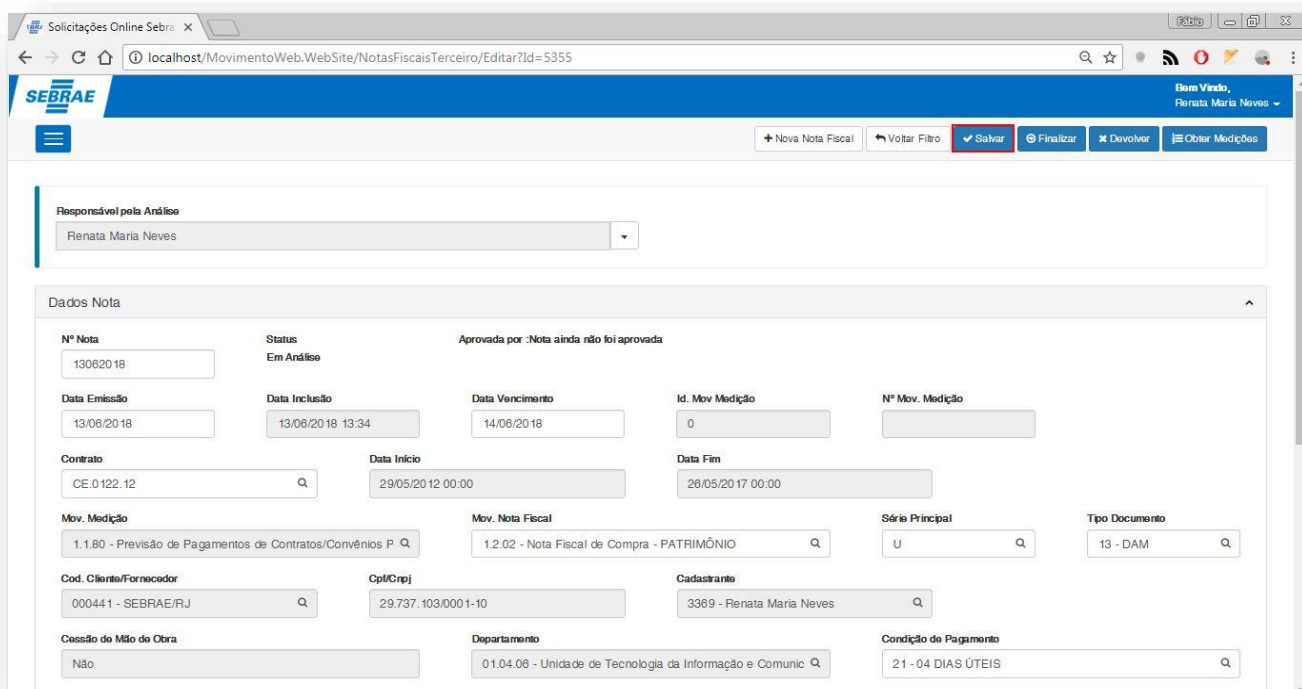 Solicitações Online Sebra
Fábio
localhost/MovimentoWeb.WebSite/NotasFiscaisTerceiro/Editar?Id=5355
SEBRAE
Bem Vindo,
Renata Maria Neves
Nova Nota Fiscal Voltar Filtro Salvar Finalizar Devolver Obter Medições
Responsável pela Análise
Renata Maria Neves
Dados Nota
Nº Nota Status Aprovada por :Nota ainda não foi aprovada
13062018 Em Análise
Data Emissão Data Inclusão Data Vencimento Id. Mov Medição Nº Mov. Medição
13/06/2018 13/06/2018 13:34 14/06/2018 0
Contrato Data Início Data Fim
CE.0122.12 29/05/2012 00:00 26/05/2017 00:00
Mov. Medição Mov. Nota Fiscal Série Principal Tipo Documento
1.1.80 - Previsão de Pagamentos de Contratos/Convênios P 1.2.02 - Nota Fiscal de Compra - PATRIMÔNIO U 13 - DAM
Cod. Cliente/Fornecedor Cpf/Cnpj Cadastrante
000441 - SEBRAE/RJ 29.737.103/0001-10 3369 - Renata Maria Neves
Cessão de Mão de Obra Departamento Condição de Pagamento
Não 01.04.06 - Unidade de Tecnologia da Informação e Comunic 21 - 04 DIAS ÚTEIS